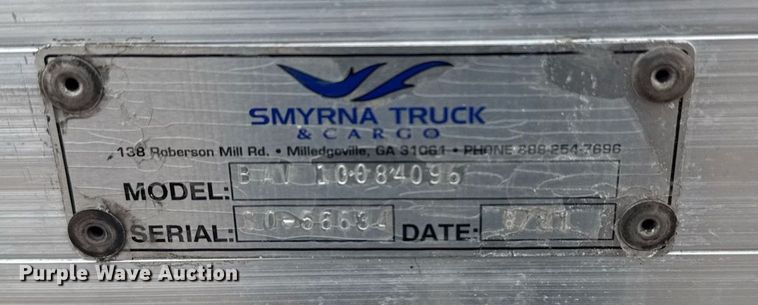 SMYRNA TRUCK
& CARGO
138 Roberson Mill Rd. • Milledgeville, GA 31061 • PHONE 888-254-7696
MODEL: BAV 10084096
SERIAL: DATE:
Purple Wave Auction